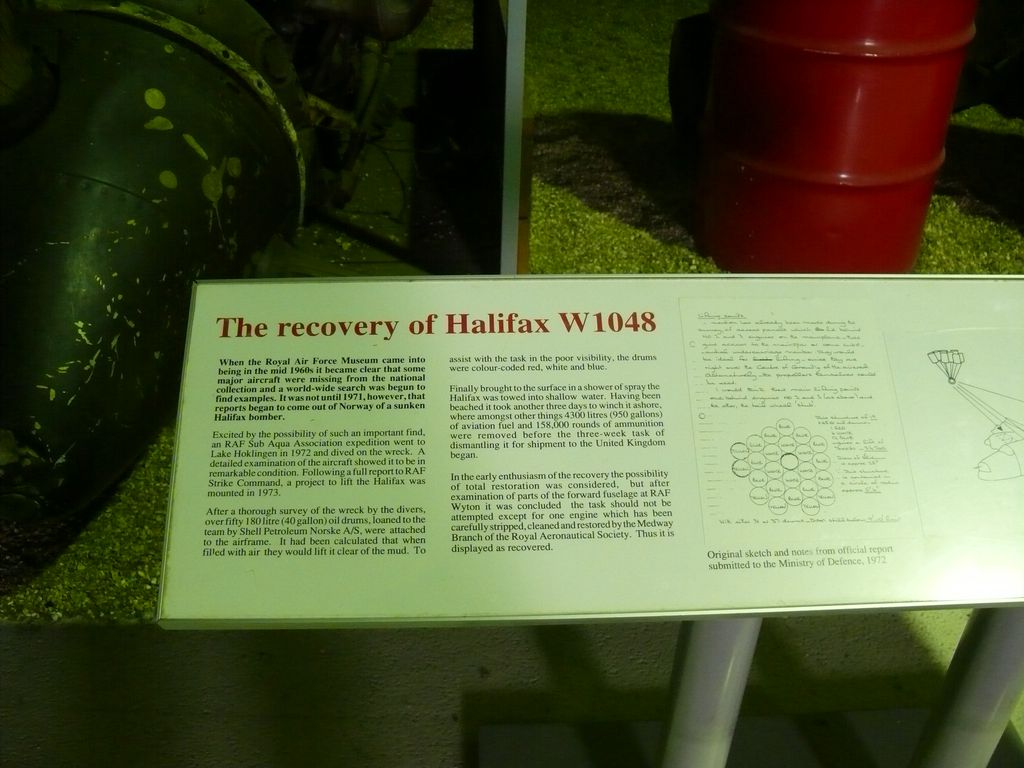 The recovery of Halifax W1048
When the Royal Air Force Museum came into
being in the mid 1960s it became clear that some
major aircraft were missing from the national
collection and a world-wide search was begun to
find examples. It was not until 1971, however, that
reports began to come out of Norway of a sunken
Halifax bomber.
Excited by the possibility of such an important find,
an RAF Sub Aqua Association expedition went to
Lake Hoklingen in 1972 and dived on the wreck. A
detailed examination of the aircraft showed it to be in
remarkable condition. Following a full report to RAF
Strike Command, a project to lift the Halifax was
mounted in 1973.
After a thorough survey of the wreck by the divers,
over fifty 180 litre (40 gallon) oil drums, loaned to the
team by Shell Petroleum Norske A/S, were attached
to the airframe. It had been calculated that when
filled with air they would lift it clear of the mud. To
assist with the task in the poor visibility, the drums
were colour-coded red, white and blue.
Finally brought to the surface in a shower of spray the
Halifax was towed into shallow water. Having been
beached it took another three days to winch it ashore,
where amongst other things 4300 litres (950 gallons)
of aviation fuel and 158,000 rounds of ammunition
were removed before the three-week task of
dismantling it for shipment to the United Kingdom
began.
In the early enthusiasm of the recovery the possibility
of total restoration was considered, but after
examination of parts of the forward fuselage at RAF
Wyton it was concluded the task should not be
attempted except for one engine which has been
carefully stripped, cleaned and restored by the Medway
Branch of the Royal Aeronautical Society. Thus it is
displayed as recovered.
Original sketch and notes from official report
submitted to the Ministry of Defence, 1972